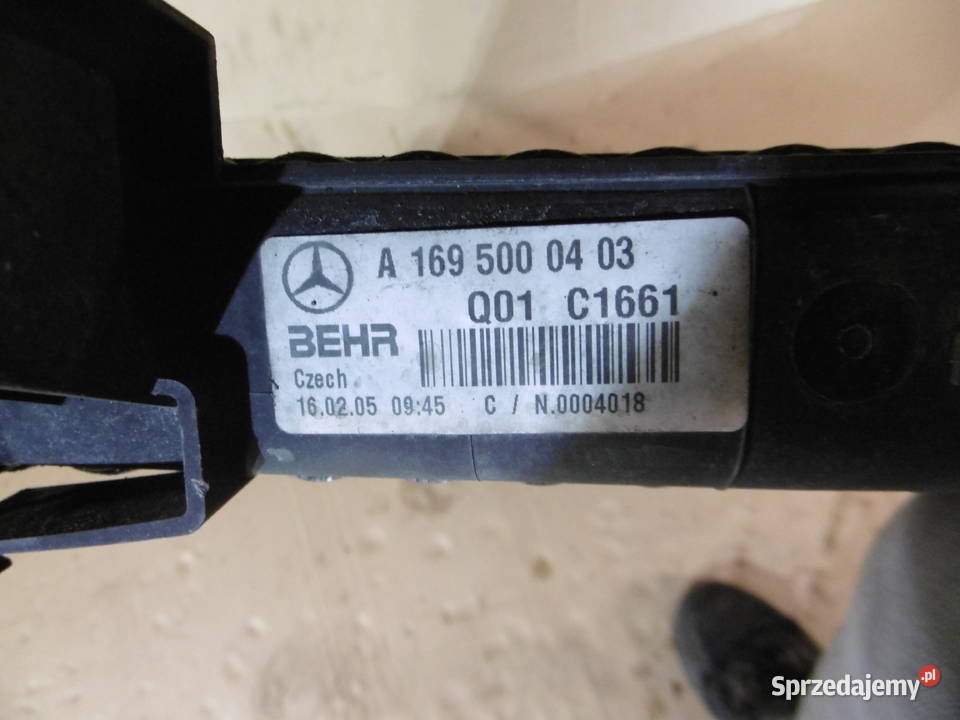 A 169 500 04 03
Q01 C1661
BEHR
Czech
16.02.05 09:45 C / N.0004018
Sprzedajemy.pl